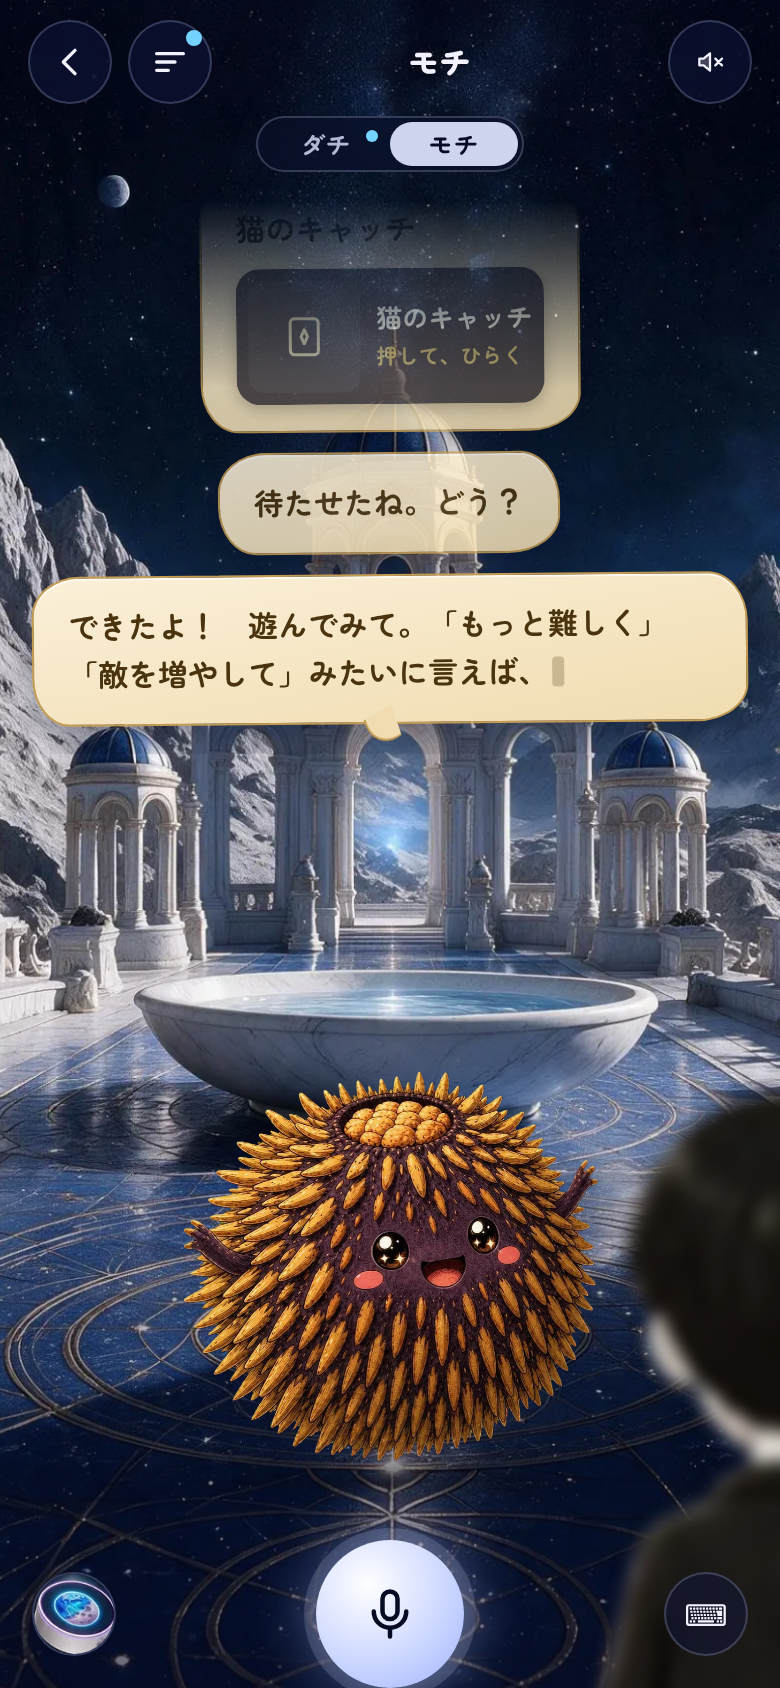 モチ
ダチ
モチ
猫のキャッチ
猫のキャッチ
押して、ひらく
待たせたね。どう？
できたよ！　遊んでみて。「もっと難しく」
「敵を増やして」みたいに言えば、